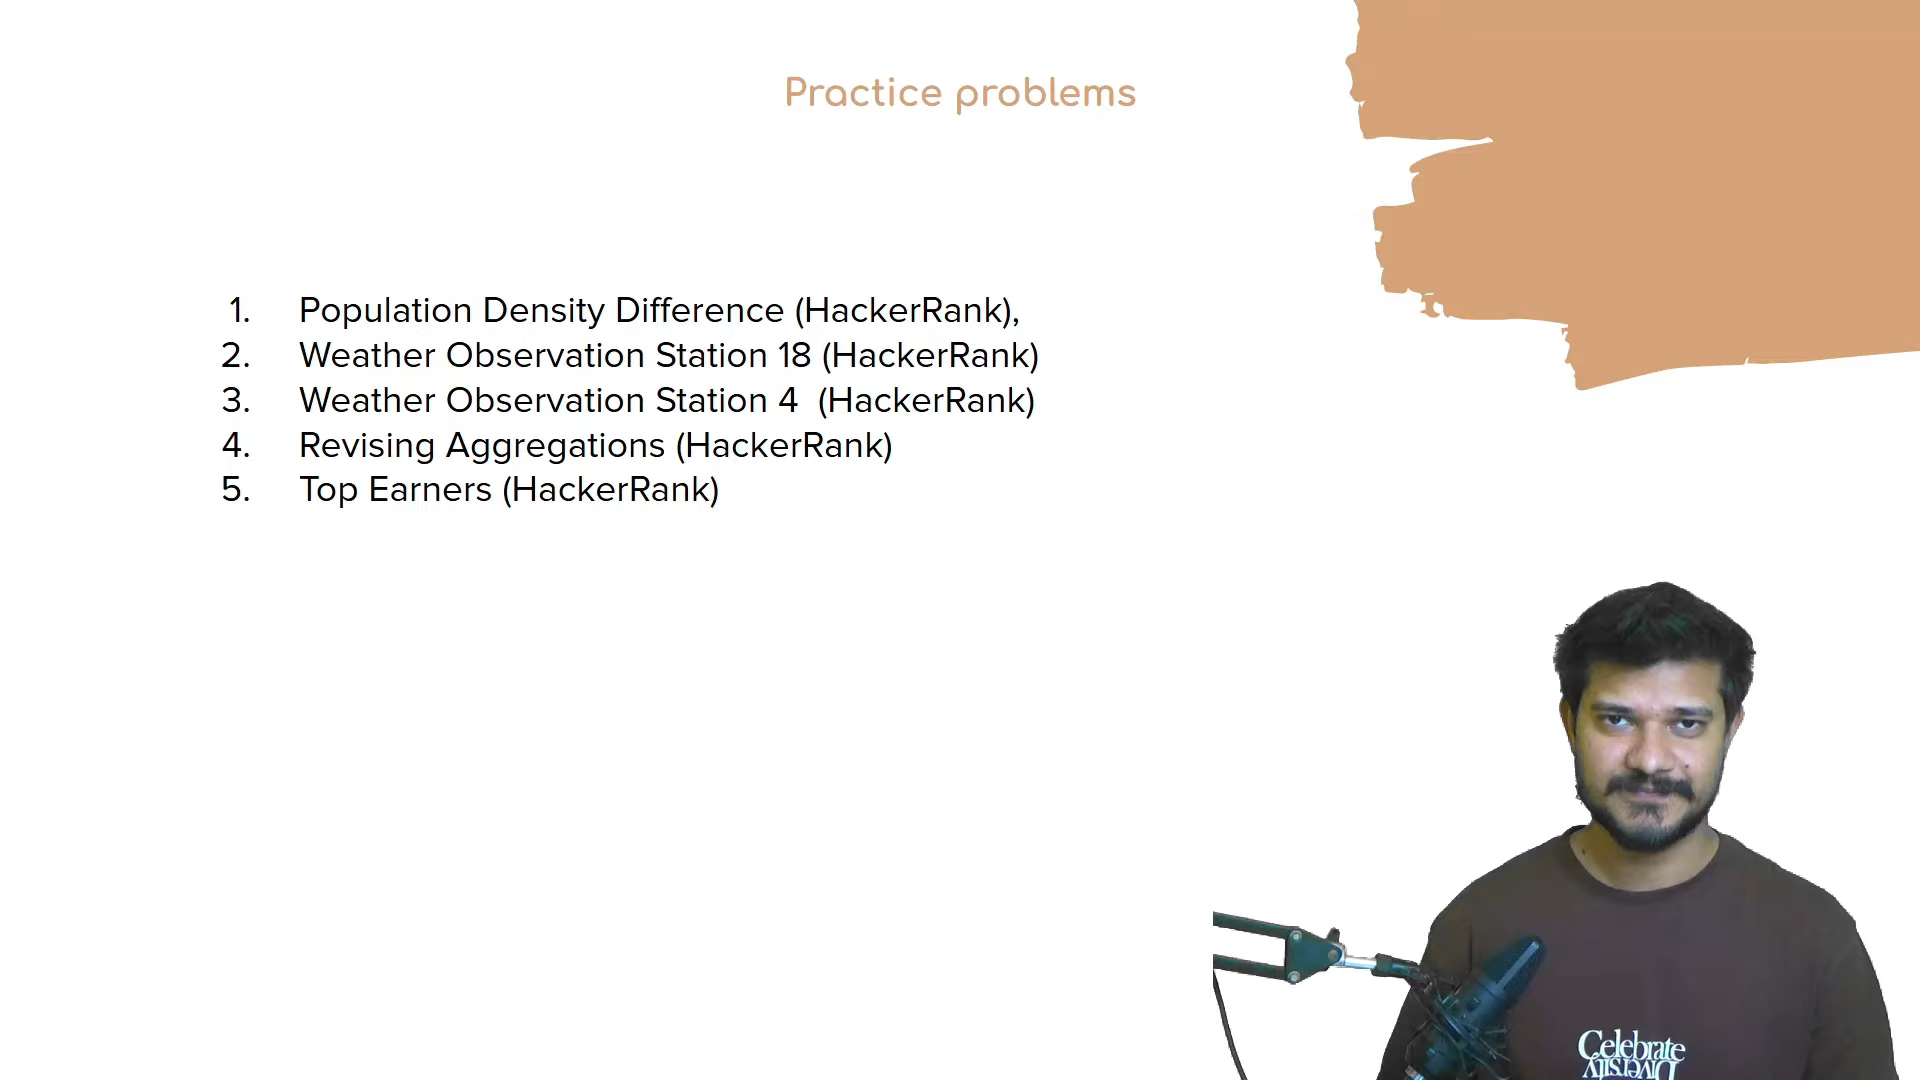 Practice problems
1. Population Density Difference (HackerRank),
2. Weather Observation Station 18 (HackerRank)
3. Weather Observation Station 4  (HackerRank)
4. Revising Aggregations (HackerRank)
5. Top Earners (HackerRank)
Celebrate
Diversity